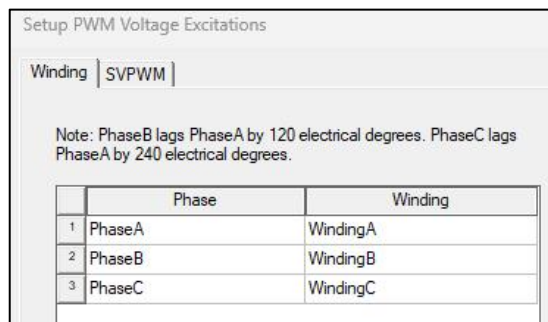 Setup PWM Voltage Excitations
Winding SVPWM
Note: PhaseB lags PhaseA by 120 electrical degrees. PhaseC lags
PhaseA by 240 electrical degrees.
Phase Winding
1 PhaseA WindingA
2 PhaseB WindingB
3 PhaseC WindingC